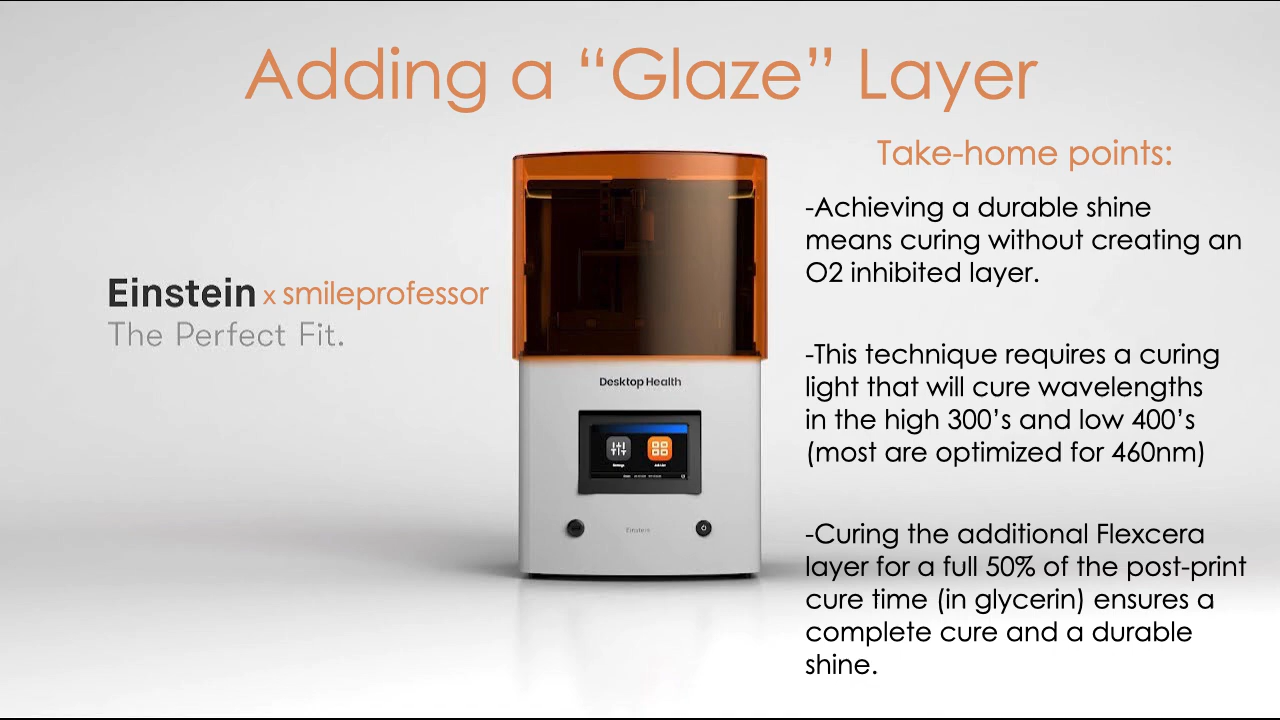 Adding a “Glaze” Layer
Take-home points:
-Achieving a durable shine
means curing without creating an
O2 inhibited layer.
Einstein x smileprofessor
The Perfect Fit.
-This technique requires a curing
light that will cure wavelengths
in the high 300’s and low 400’s
(most are optimized for 460nm)
Desktop Health
Einstein
-Curing the additional Flexcera
layer for a full 50% of the post-print
cure time (in glycerin) ensures a
complete cure and a durable
shine.